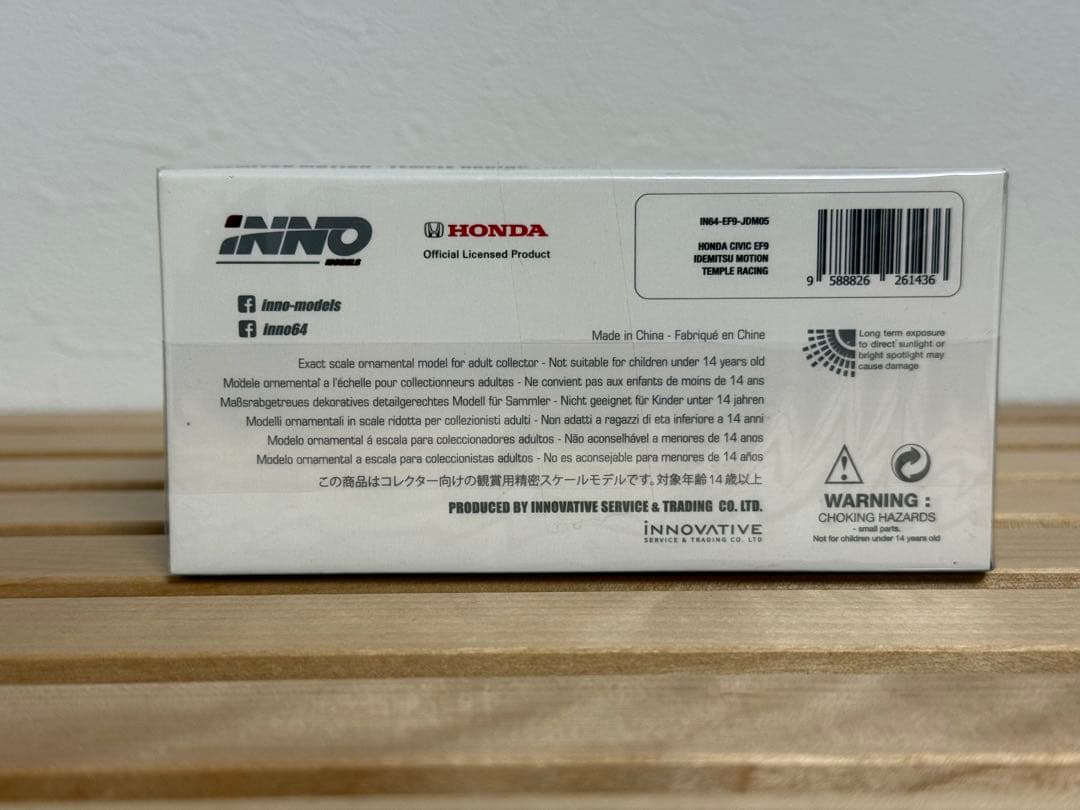 INNO
MODELS
HONDA
Official Licensed Product
IN64-EF9-JDM05
HONDA CIVIC EF9
IDEMITSU MOTION
TEMPLE RACING
9 588826 261436
inno-models
inno64
Made in China - Fabriqué en Chine
Long term exposure
to direct sunlight or
bright spotlight may
cause damage
Exact scale ornamental model for adult collector - Not suitable for children under 14 years old
Modele ornemental a l'échelle pour collectionneurs adultes - Ne convient pas aux enfants de moins de 14 ans
Maßsrabgetreues dekoratives detailgerechtes Modell für Sammler - Nicht geeignet für Kinder unter 14 jahren
Modelli ornamentali in scale ridotta per collezionisti adulti - Non adatti a ragazzi di eta inferiore a 14 anni
Modelo ornamental á escala para coleccionadores adultos - Não aconselhável a menores de 14 anos
Modelo ornamental a escala para coleccionistas adultos - No es aconsejable para menores de 14 años
この商品はコレクター向けの観賞用精密スケールモデルです。対象年齢14歳以上
PRODUCED BY INNOVATIVE SERVICE & TRADING CO. LTD.
INNOVATIVE
SERVICE & TRADING CO. LTD
WARNING :
CHOKING HAZARDS
- small parts.
Not for children under 14 years old